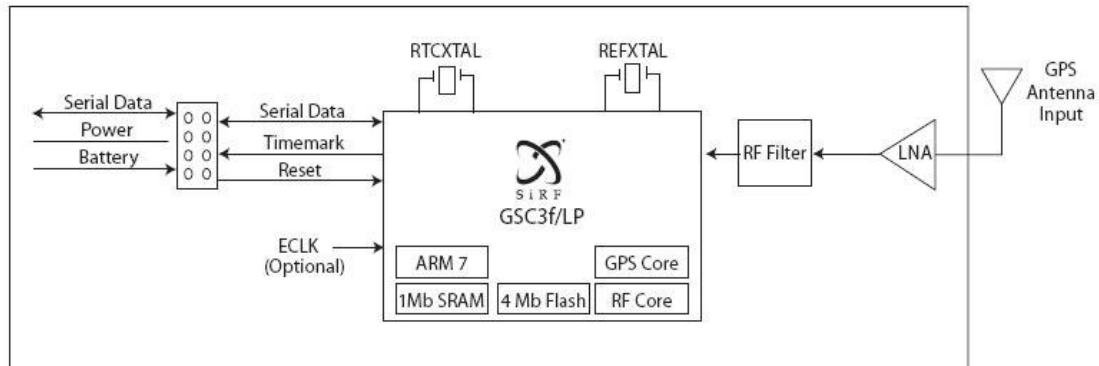 RTCXTAL
REFXTAL
GPS
Antenna
Input
Serial Data
Power
Battery
Serial Data
Timemark
Reset
RF Filter
LNA
SiRF
GSC3f/LP
ECLK
(Optional)
ARM 7
GPS Core
1Mb SRAM
4 Mb Flash
RF Core